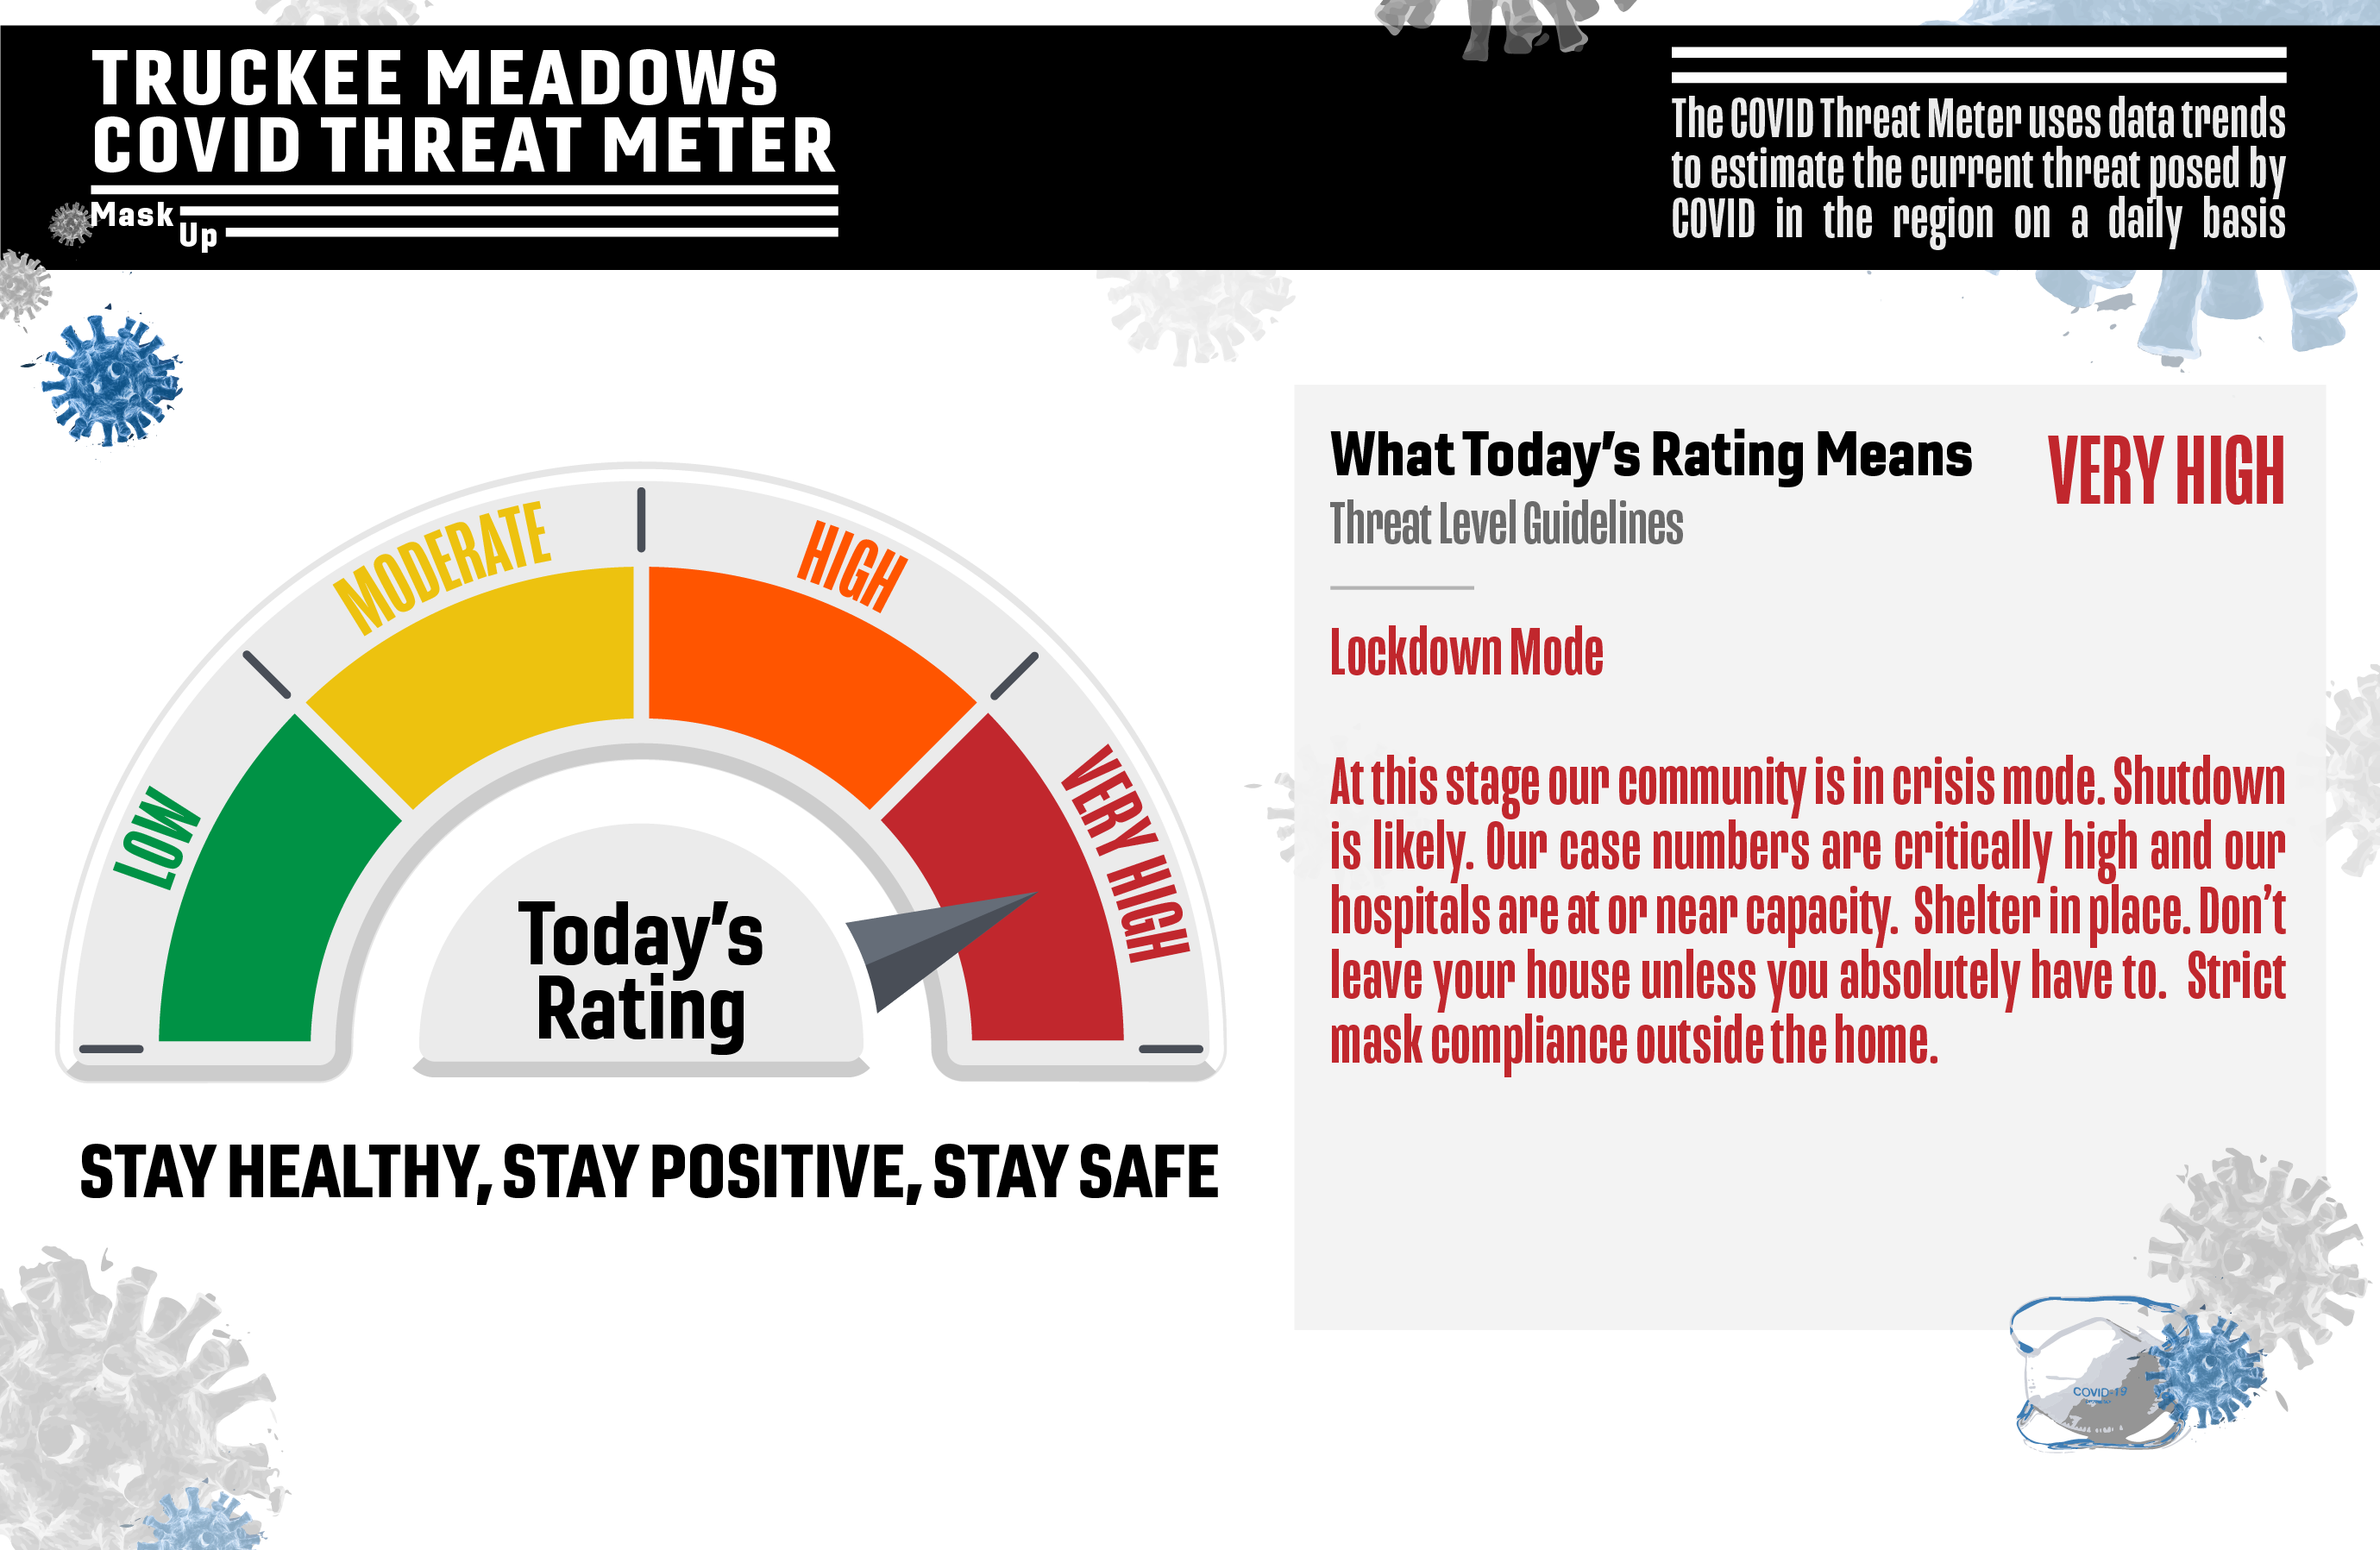 TRUCKEE MEADOWS
COVID THREAT METER
Mask
Up
The COVID Threat Meter uses data trends
to estimate the current threat posed by
COVID in the region on a daily basis
LOW
MODERATE
HIGH
VERY HIGH
Today’s
Rating
STAY HEALTHY, STAY POSITIVE, STAY SAFE
What Today’s Rating Means
VERY HIGH
Threat Level Guidelines
Lockdown Mode
At this stage our community is in crisis mode. Shutdown
is likely. Our case numbers are critically high and our
hospitals are at or near capacity. Shelter in place. Don’t
leave your house unless you absolutely have to. Strict
mask compliance outside the home.
COVID-19